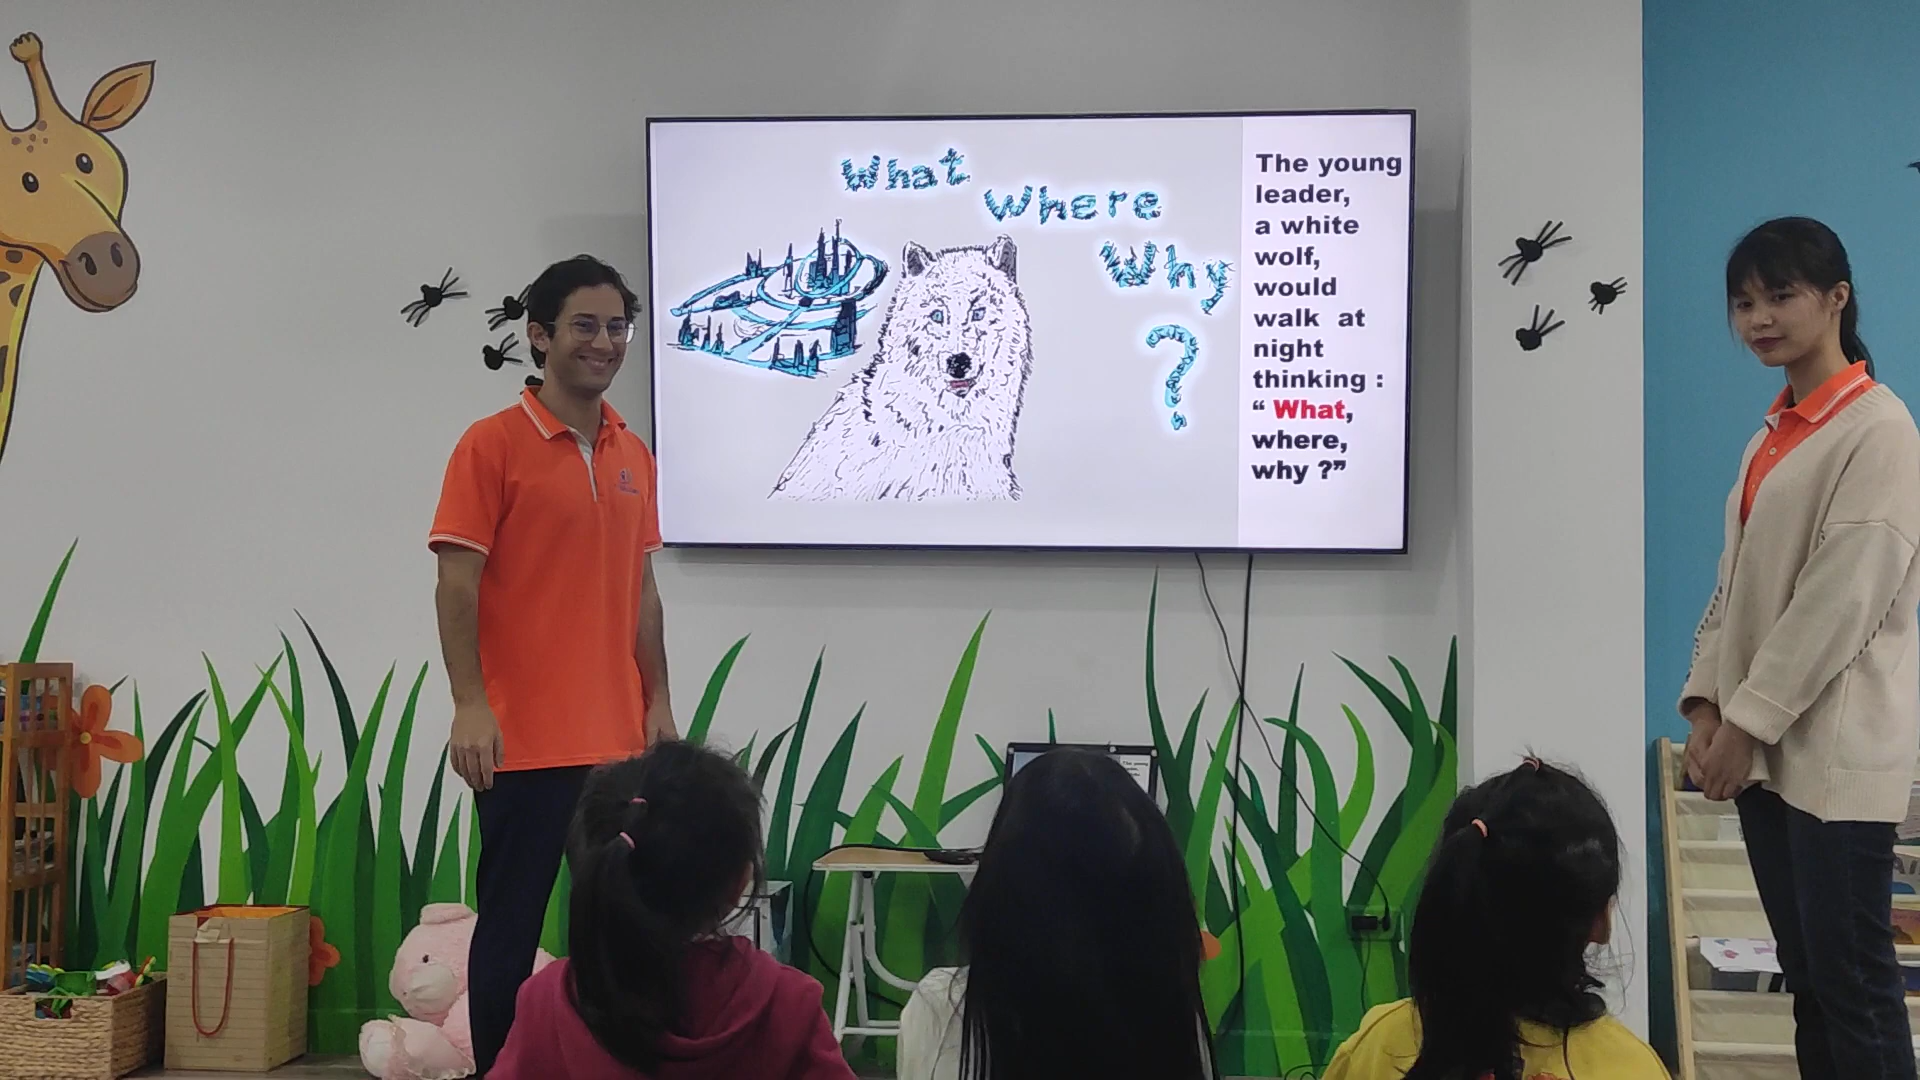 What
Where
Why
?
The young
leader,
a white
wolf,
would
walk at
night
thinking :
“ What,
where,
why ?”